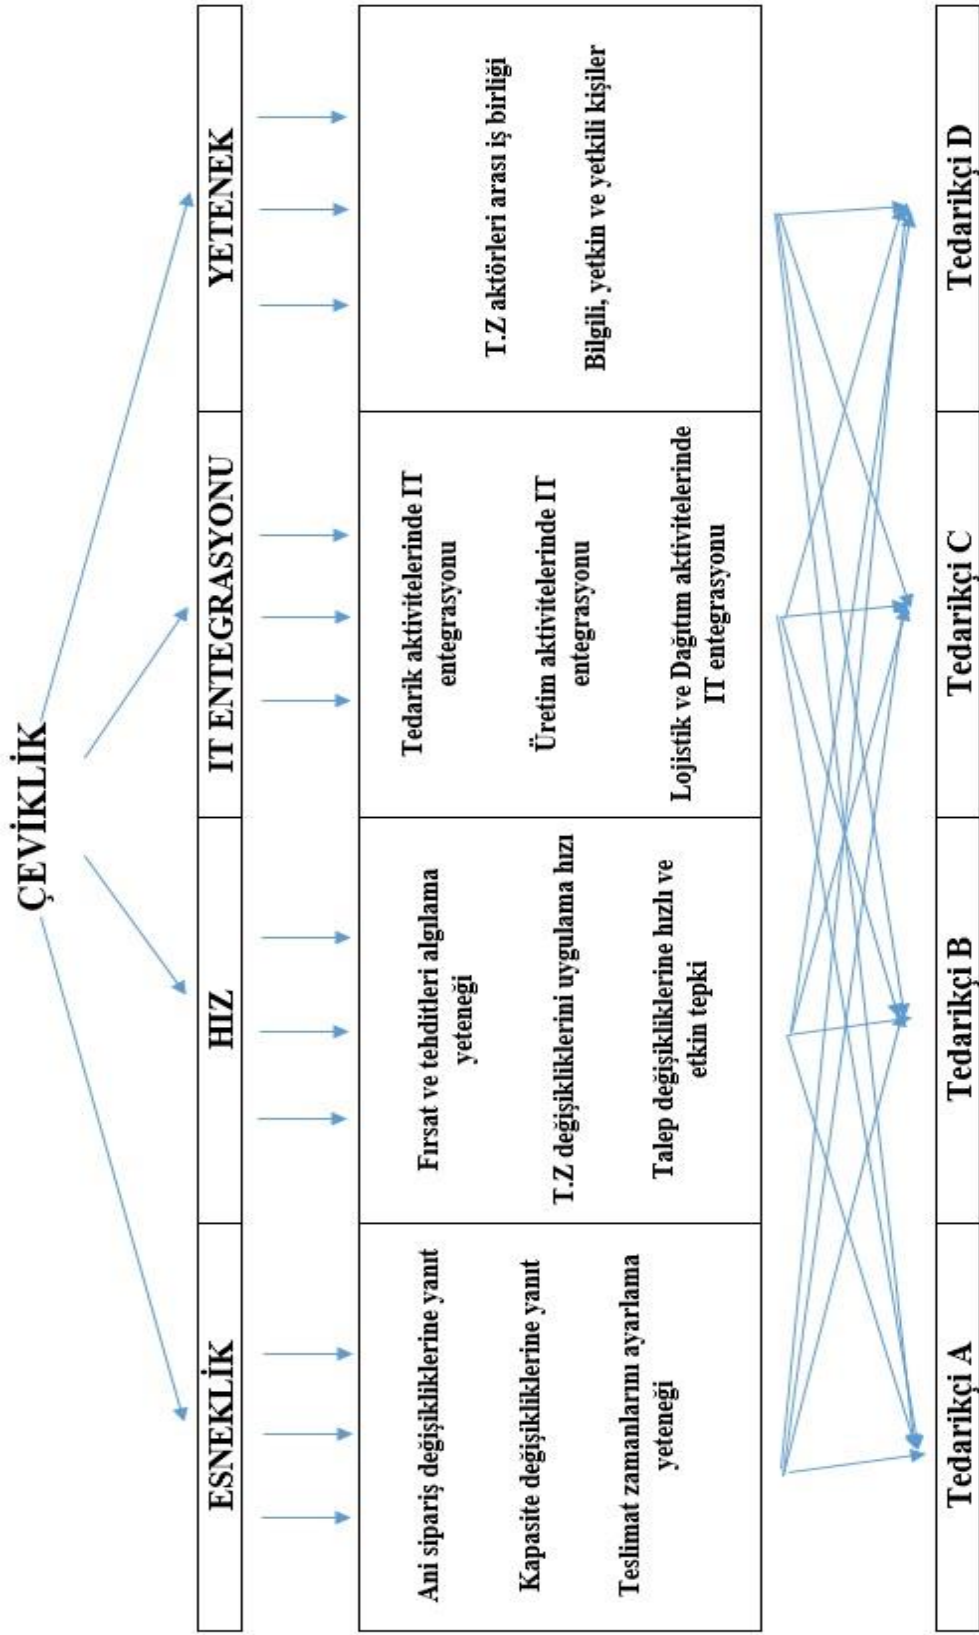 ÇEVİKLİK
ESNEKLİK
HIZ
IT ENTEGRASYONU
YETENEK
Ani sipariş değişikliklerine yanıt
Kapasite değişikliklerine yanıt
Teslimat zamanlarını ayarlama
yeteneği
Fırsat ve tehditleri algılama
yeteneği
T.Z değişikliklerini uygulama hızı
Talep değişikliklerine hızlı ve
etkin tepki
Tedarik aktivitelerinde IT
entegrasyonu
Üretim aktivitelerinde IT
entegrasyonu
Lojistik ve Dağıtım aktivitelerinde
IT entegrasyonu
T.Z aktörleri arası iş birliği
Bilgili, yetkin ve yetkili kişiler
Tedarikçi A
Tedarikçi B
Tedarikçi C
Tedarikçi D